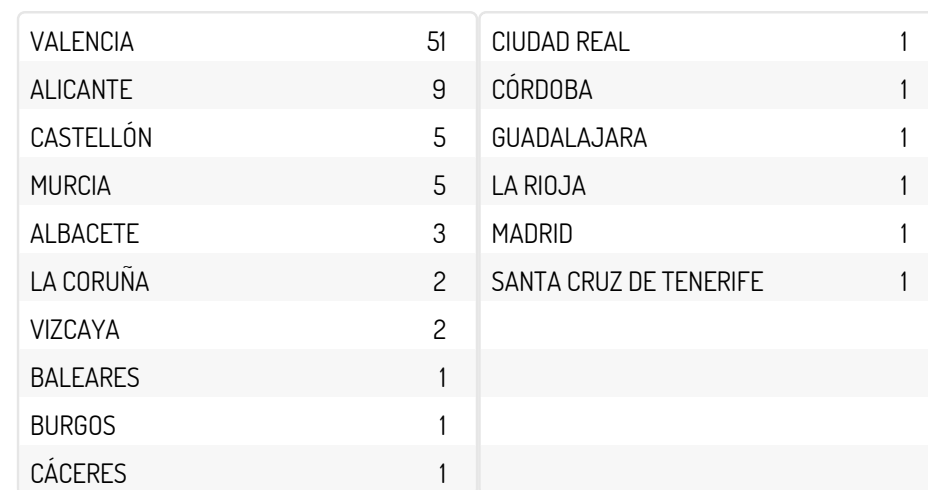 VALENCIA 51
ALICANTE 9
CASTELLÓN 5
MURCIA 5
ALBACETE 3
LA CORUÑA 2
VIZCAYA 2
BALEARES 1
BURGOS 1
CÁCERES 1
CIUDAD REAL 1
CÓRDOBA 1
GUADALAJARA 1
LA RIOJA 1
MADRID 1
SANTA CRUZ DE TENERIFE 1